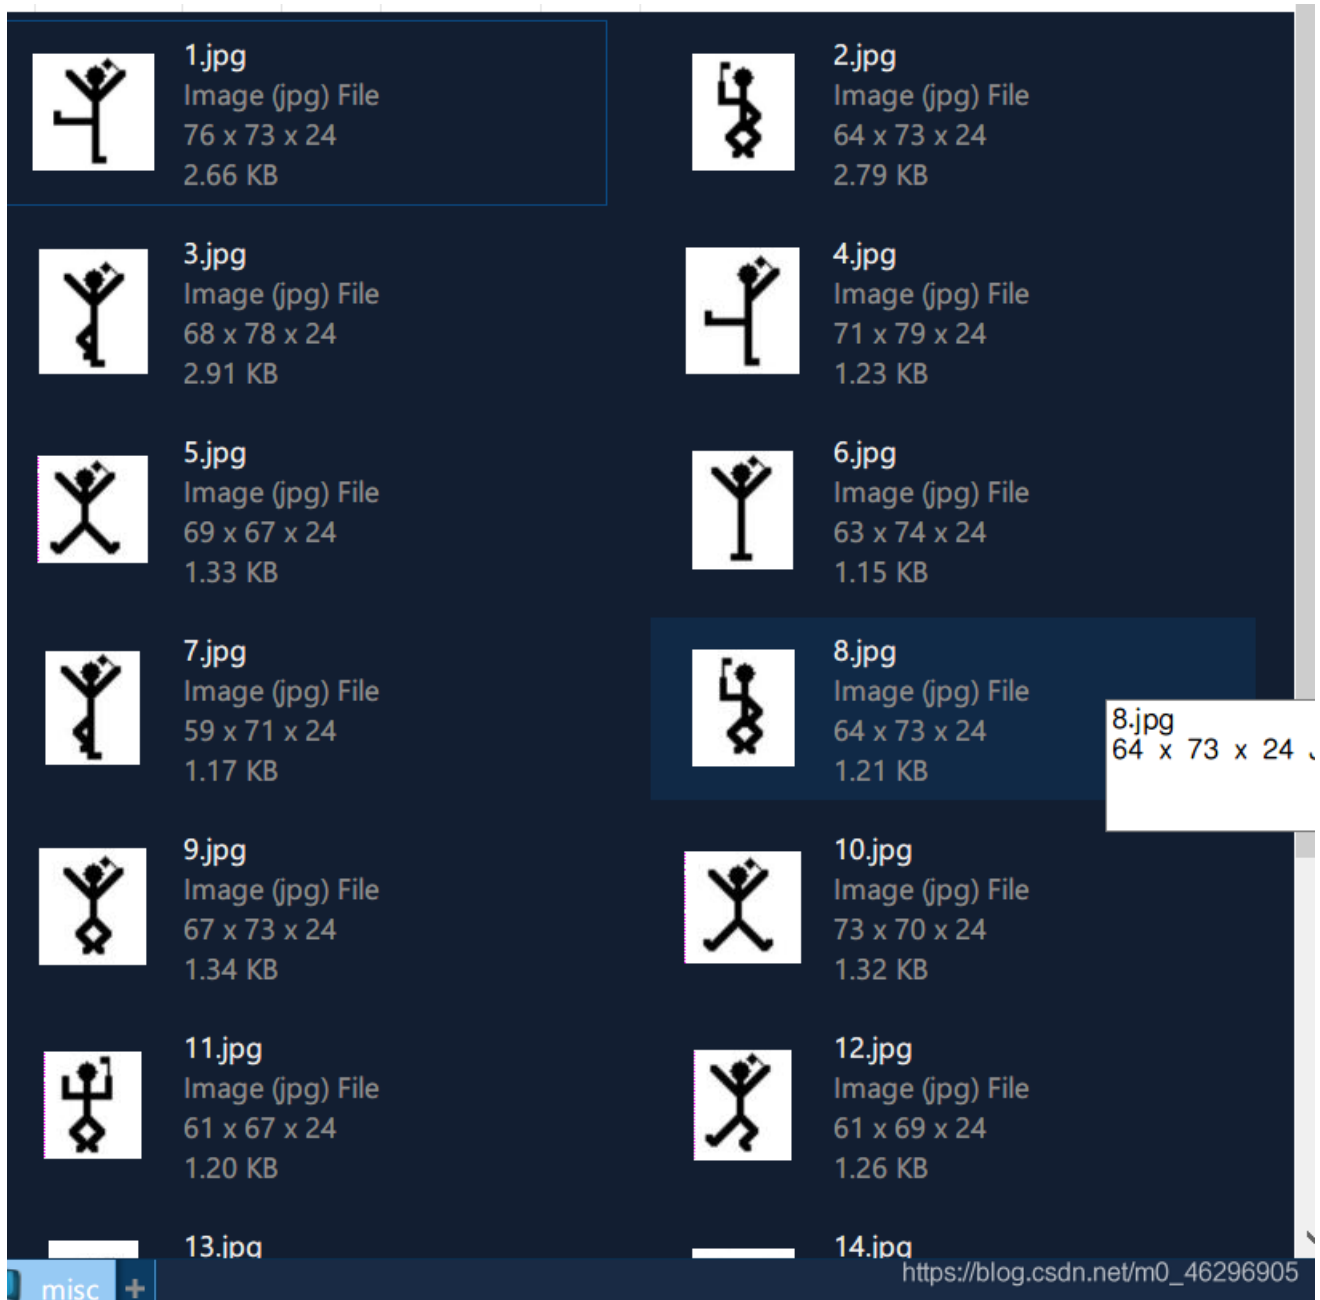 1.jpg
Image (jpg) File
76 x 73 x 24
2.66 KB
2.jpg
Image (jpg) File
64 x 73 x 24
2.79 KB
3.jpg
Image (jpg) File
68 x 78 x 24
2.91 KB
4.jpg
Image (jpg) File
71 x 79 x 24
1.23 KB
5.jpg
Image (jpg) File
69 x 67 x 24
1.33 KB
6.jpg
Image (jpg) File
63 x 74 x 24
1.15 KB
7.jpg
Image (jpg) File
59 x 71 x 24
1.17 KB
8.jpg
Image (jpg) File
64 x 73 x 24
1.21 KB
8.jpg
64 x 73 x 24
9.jpg
Image (jpg) File
67 x 73 x 24
1.34 KB
10.jpg
Image (jpg) File
73 x 70 x 24
1.32 KB
11.jpg
Image (jpg) File
61 x 67 x 24
1.20 KB
12.jpg
Image (jpg) File
61 x 69 x 24
1.26 KB
13.jpg
14.jpg
misc +
https://blog.csdn.net/m0_46296905